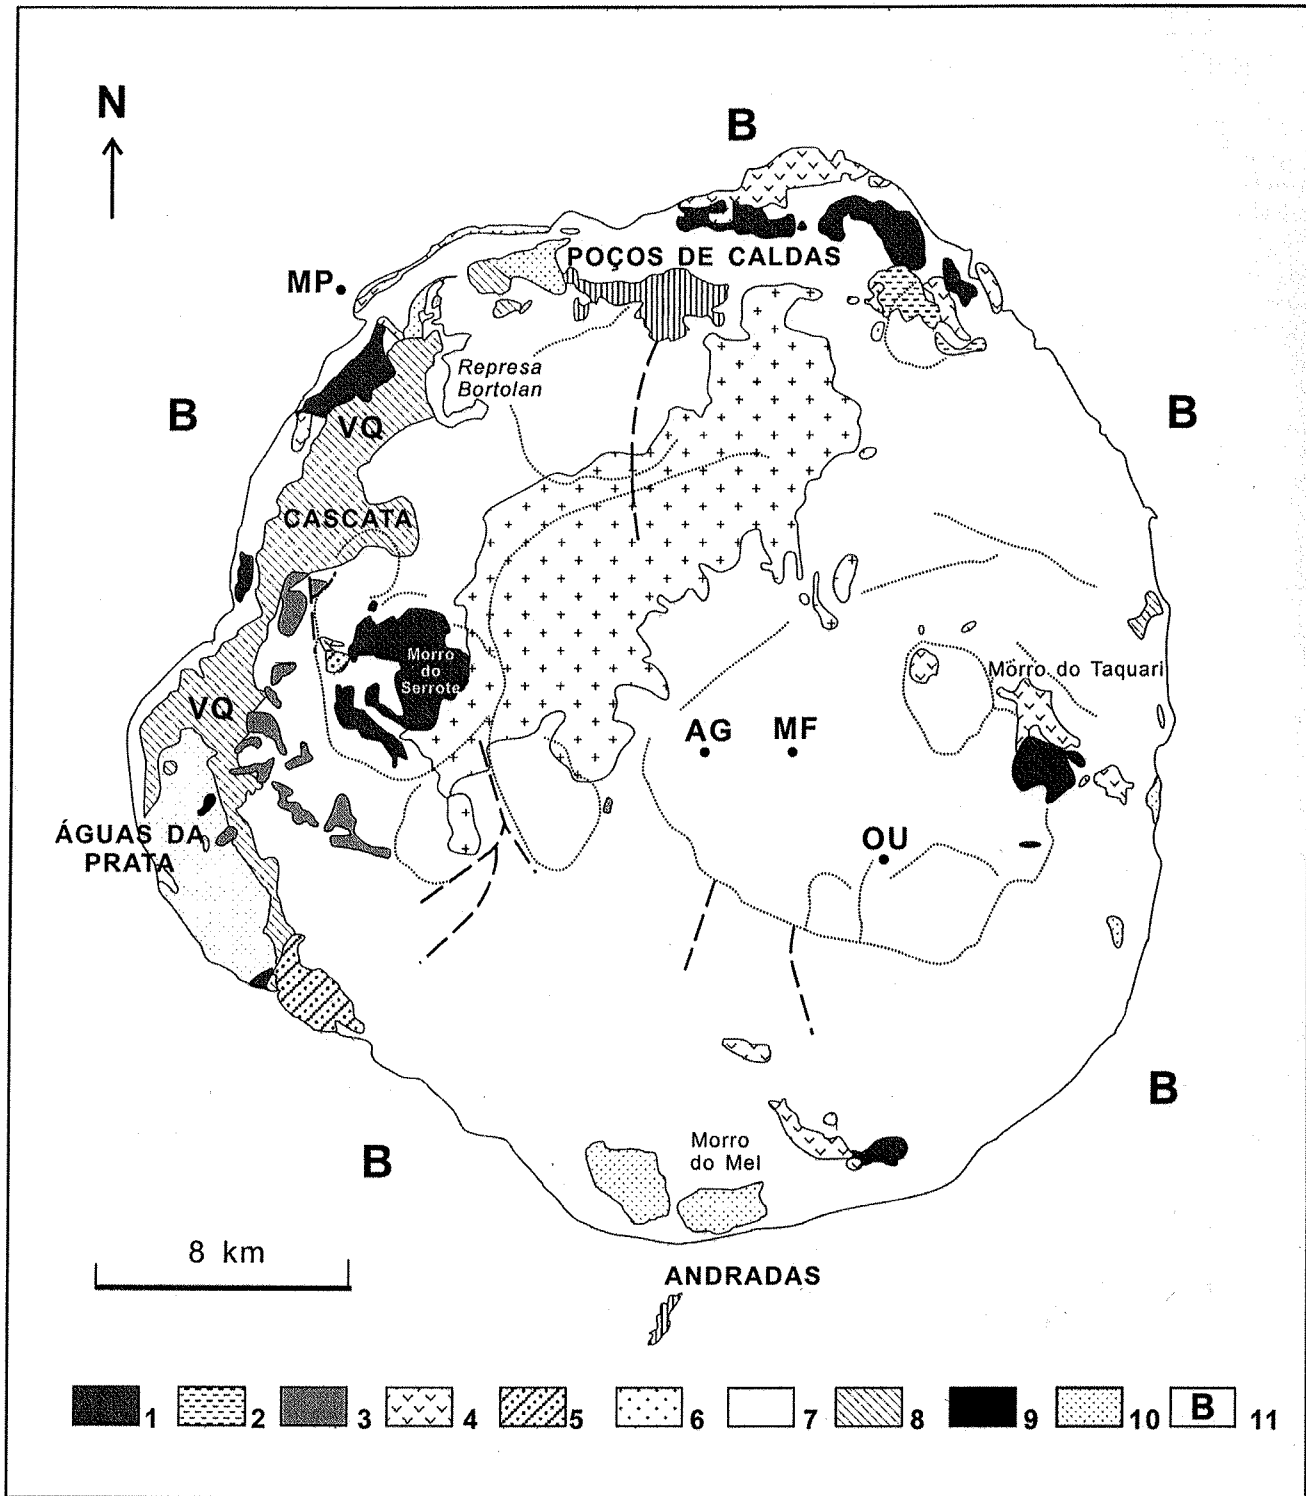 N
B
POÇOS DE CALDAS
MP
Represa
Bortolan
B
B
VQ
CASCATA
Morro
do
Serrote
Mörro do Taquari
VQ
AG
MF
ÁGUAS DA
PRATA
OU
B
B
Morro
do Mel
8 km
ANDRADAS
1
2
3
4
5
6
7
8
9
10
B
11